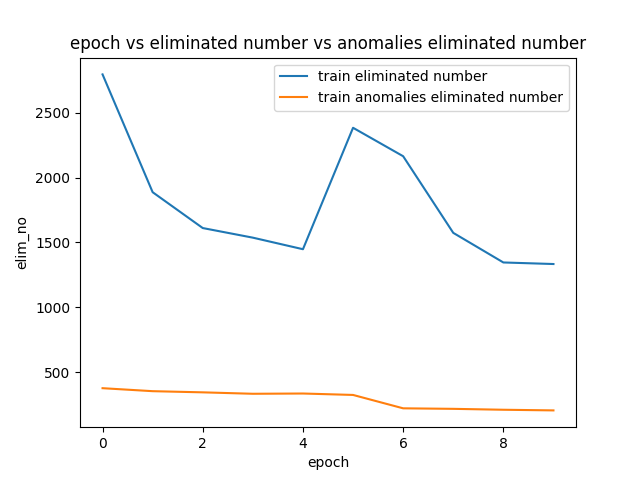 epoch vs eliminated number vs anomalies eliminated number
train eliminated number
train anomalies eliminated number
2500
2000
1500
1000
500
elim_no
0 2 4 6 8
epoch